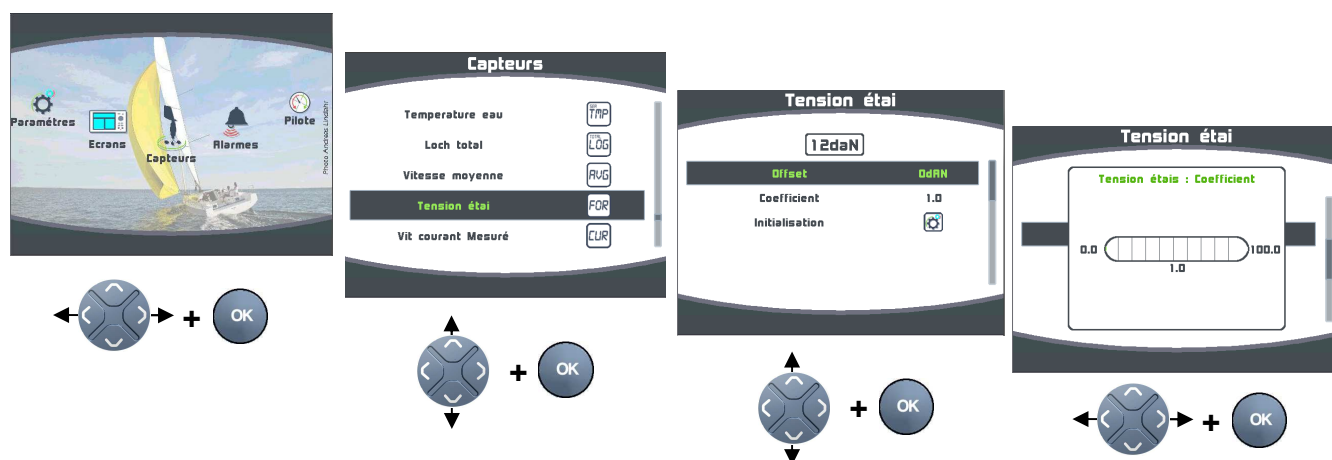 Paramétres
Ecrans
Capteurs
Alarmes
Pilote
Photo Andreas Lindlahr
OK
Capteurs
Temperature eau
TMP
Loch total
TOTAL
LOG
Vitesse moyenne
AVG
Tension étai
FOR
Vit courant Mesuré
CUR
+ OK
Tension étai
12daN
Offset 0dAN
Coefficient 1.0
Initialisation
+ OK
Tension étai
Tension étais : Coefficient
0.0 100.0
1.0
+ OK